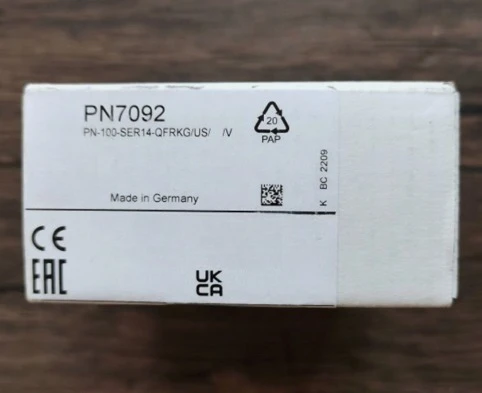 PN7092
PN-100-SER14-QFRKG/US/ /V
20
PAP
Made in Germany
K BC 2209
CE
EAC
UK
CA